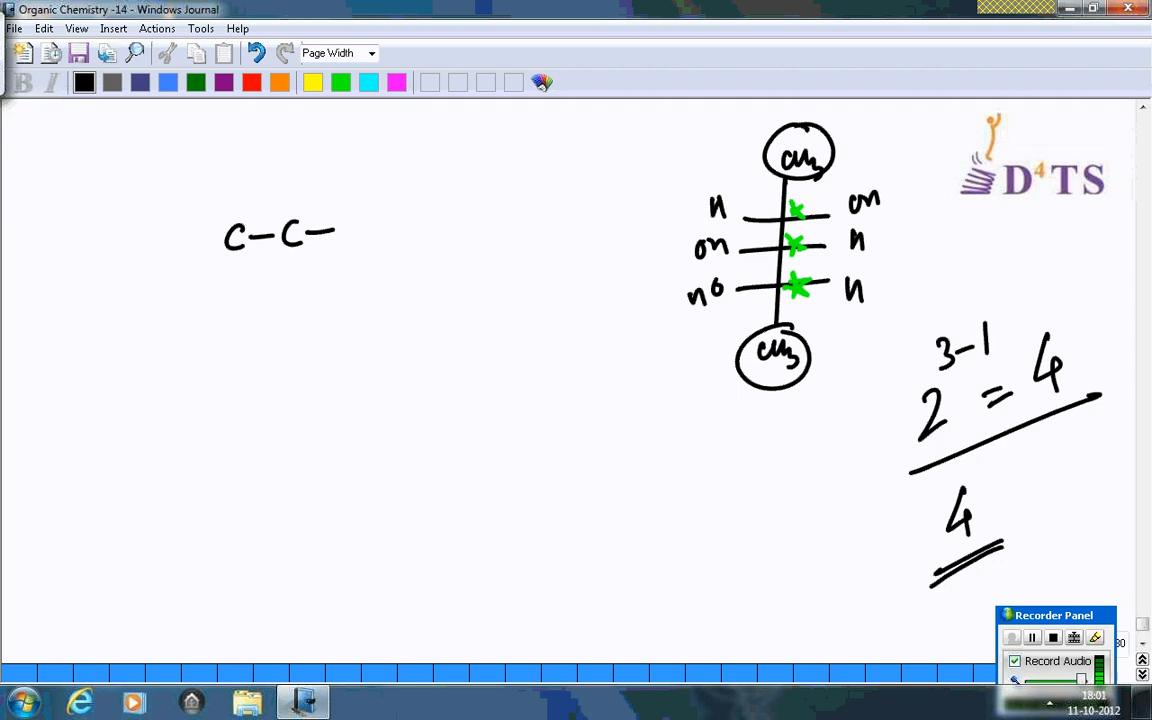 Organic Chemistry -14 - Windows Journal
File Edit View Insert Actions Tools Help
Page Width
B I
D4TS
CH3
H OH
OH H
HO H
CH3
C-C-
2 3-1 = 4
4
Recorder Panel
30
Record Audio
18:01
11-10-2012